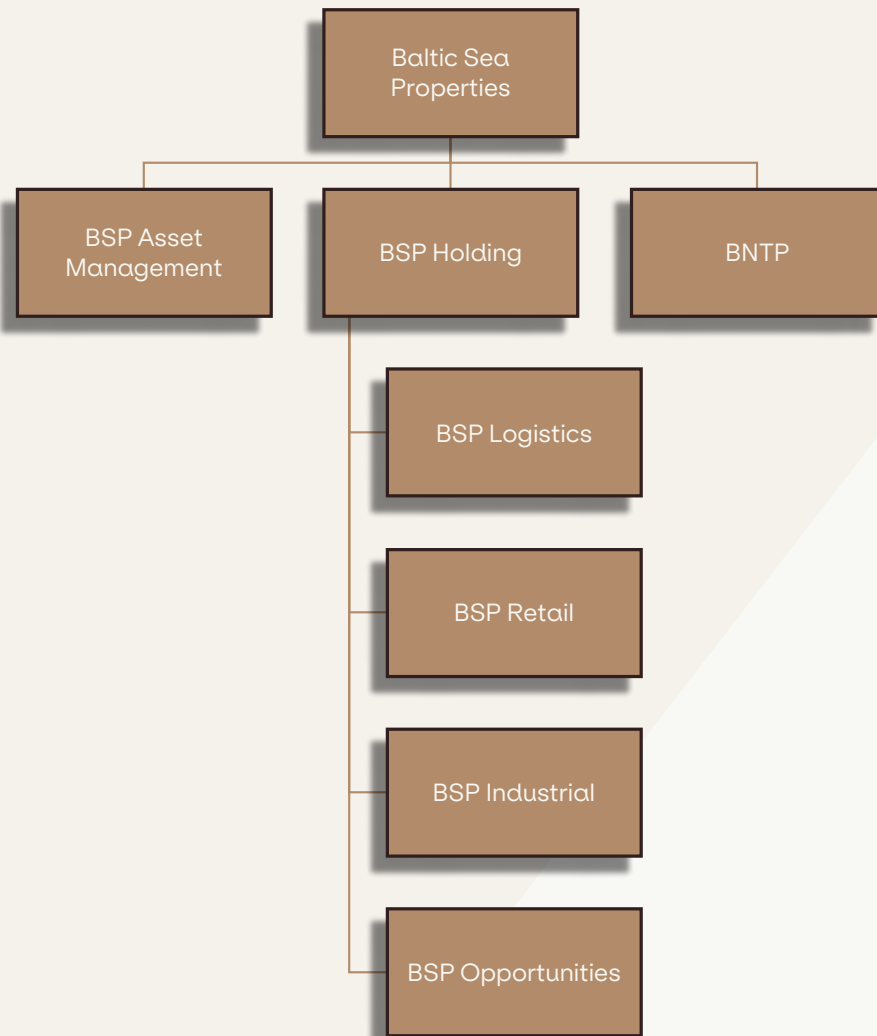 Baltic Sea
Properties
BSP Asset
Management
BSP Holding
BNTP
BSP Logistics
BSP Retail
BSP Industrial
BSP Opportunities